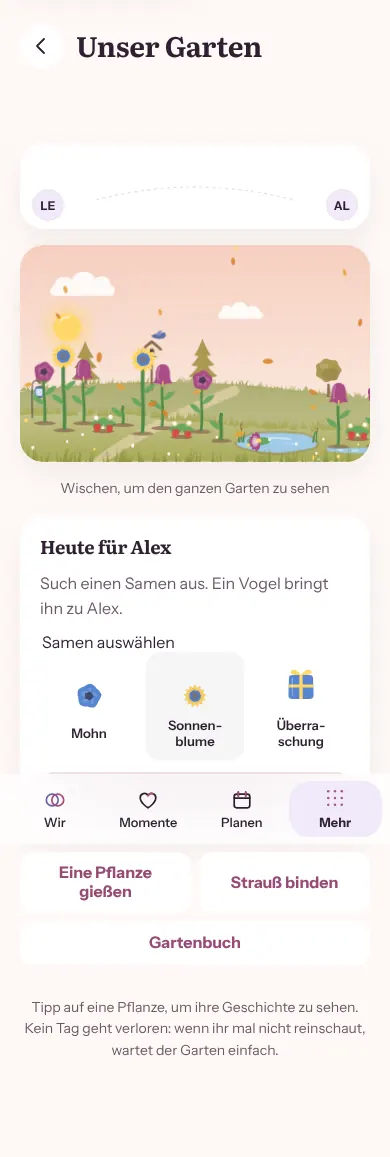 Unser Garten
LE
AL
Wischen, um den ganzen Garten zu sehen
Heute für Alex
Such einen Samen aus. Ein Vogel bringt
ihn zu Alex.
Samen auswählen
Mohn
Sonnen-
blume
Überra-
schung
Wir
Momente
Planen
Mehr
Eine Pflanze
gießen
Strauß binden
Gartenbuch
Tipp auf eine Pflanze, um ihre Geschichte zu sehen.
Kein Tag geht verloren: wenn ihr mal nicht reinschaut,
wartet der Garten einfach.